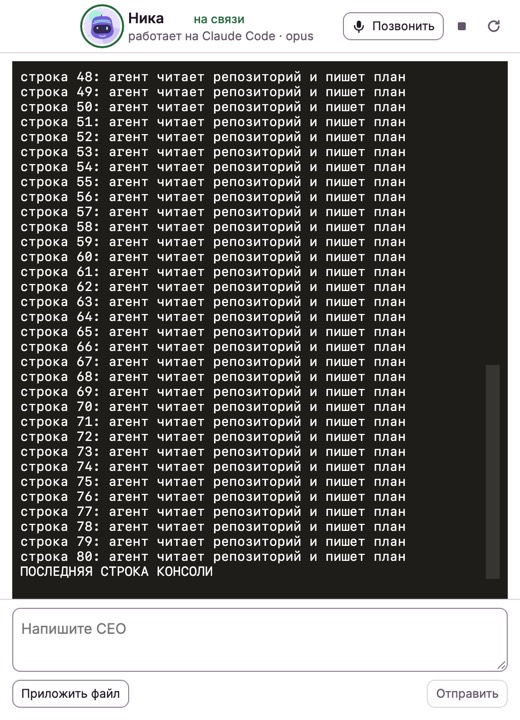 Ника на связи
работает на Claude Code · opus
Позвонить
строка 48: агент читает репозиторий и пишет план
строка 49: агент читает репозиторий и пишет план
строка 50: агент читает репозиторий и пишет план
строка 51: агент читает репозиторий и пишет план
строка 52: агент читает репозиторий и пишет план
строка 53: агент читает репозиторий и пишет план
строка 54: агент читает репозиторий и пишет план
строка 55: агент читает репозиторий и пишет план
строка 56: агент читает репозиторий и пишет план
строка 57: агент читает репозиторий и пишет план
строка 58: агент читает репозиторий и пишет план
строка 59: агент читает репозиторий и пишет план
строка 60: агент читает репозиторий и пишет план
строка 61: агент читает репозиторий и пишет план
строка 62: агент читает репозиторий и пишет план
строка 63: агент читает репозиторий и пишет план
строка 64: агент читает репозиторий и пишет план
строка 65: агент читает репозиторий и пишет план
строка 66: агент читает репозиторий и пишет план
строка 67: агент читает репозиторий и пишет план
строка 68: агент читает репозиторий и пишет план
строка 69: агент читает репозиторий и пишет план
строка 70: агент читает репозиторий и пишет план
строка 71: агент читает репозиторий и пишет план
строка 72: агент читает репозиторий и пишет план
строка 73: агент читает репозиторий и пишет план
строка 74: агент читает репозиторий и пишет план
строка 75: агент читает репозиторий и пишет план
строка 76: агент читает репозиторий и пишет план
строка 77: агент читает репозиторий и пишет план
строка 78: агент читает репозиторий и пишет план
строка 79: агент читает репозиторий и пишет план
строка 80: агент читает репозиторий и пишет план
ПОСЛЕДНЯЯ СТРОКА КОНСОЛИ
Напишите CEO
Приложить файл
Отправить